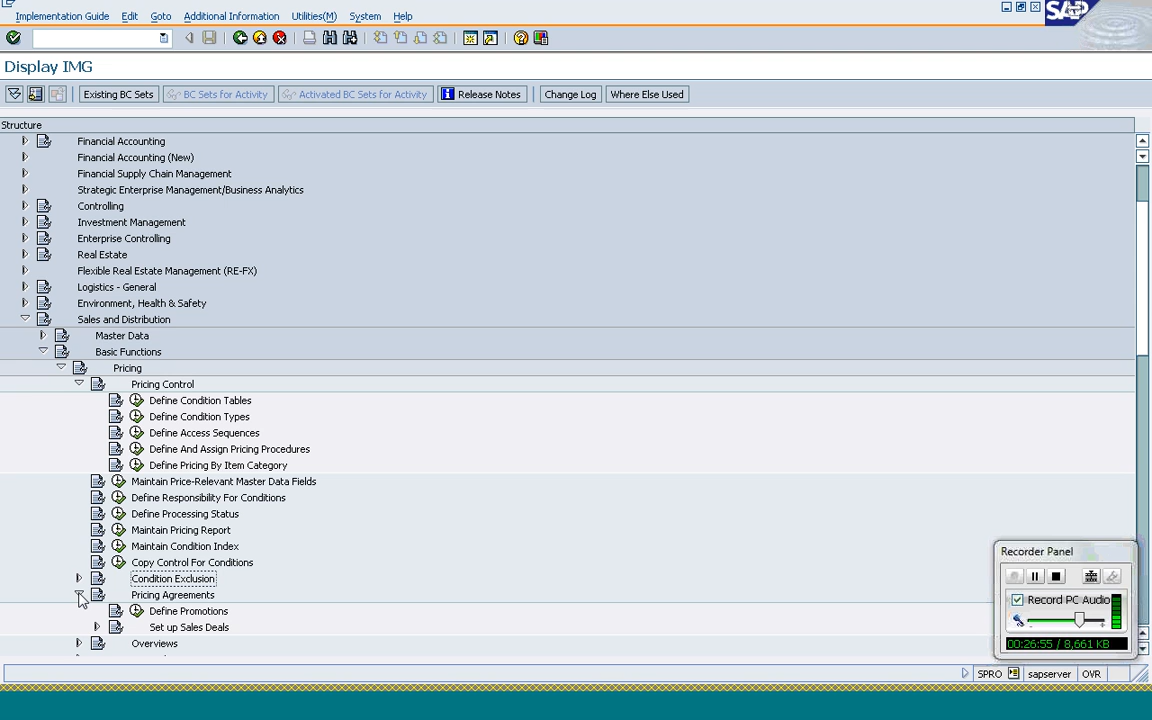 Implementation Guide Edit Goto Additional Information Utilities(M) System Help
SAP
Display IMG
Existing BC Sets BC Sets for Activity Activated BC Sets for Activity Release Notes Change Log Where Else Used
Structure
Financial Accounting
Financial Accounting (New)
Financial Supply Chain Management
Strategic Enterprise Management/Business Analytics
Controlling
Investment Management
Enterprise Controlling
Real Estate
Flexible Real Estate Management (RE-FX)
Logistics - General
Environment, Health & Safety
Sales and Distribution
Master Data
Basic Functions
Pricing
Pricing Control
Define Condition Tables
Define Condition Types
Define Access Sequences
Define And Assign Pricing Procedures
Define Pricing By Item Category
Maintain Price-Relevant Master Data Fields
Define Responsibility For Conditions
Define Processing Status
Maintain Pricing Report
Maintain Condition Index
Copy Control For Conditions
Condition Exclusion
Pricing Agreements
Define Promotions
Set up Sales Deals
Overviews
Recorder Panel
Record PC Audio
00:26:55 / 8,661 KB
SPRO sapserver OVR